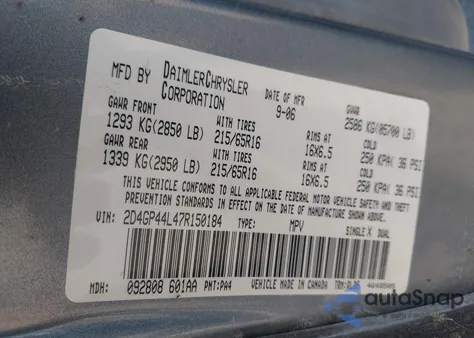 MFD BY DAIMLERCHRYSLER CORPORATION DATE OF MFR 9-06 GVWR 2586 KG(05700 LB)
GAWR FRONT WITH TIRES RIMS AT COLD
1293 KG(2850 LB) 215/65R16 16X6.5 250 KPA( 36 PSI
GAWR REAR WITH TIRES RIMS AT COLD
1339 KG(2950 LB) 215/65R16 16X6.5 250 KPA( 36 PSI
THIS VEHICLE CONFORMS TO ALL APPLICABLE FEDERAL MOTOR VEHICLE SAFETY, BUMPER, AND THEFT
PREVENTION STANDARDS IN EFFECT ON THE DATE OF MANUFACTURE SHOWN ABOVE.
VIN: 2D4GP44L47R150184 TYPE: MPV SINGLE X DUAL
MDH: 092808 601AA PNT: PA4 VEHICLE MADE IN CANADA TRM:
autoSnap